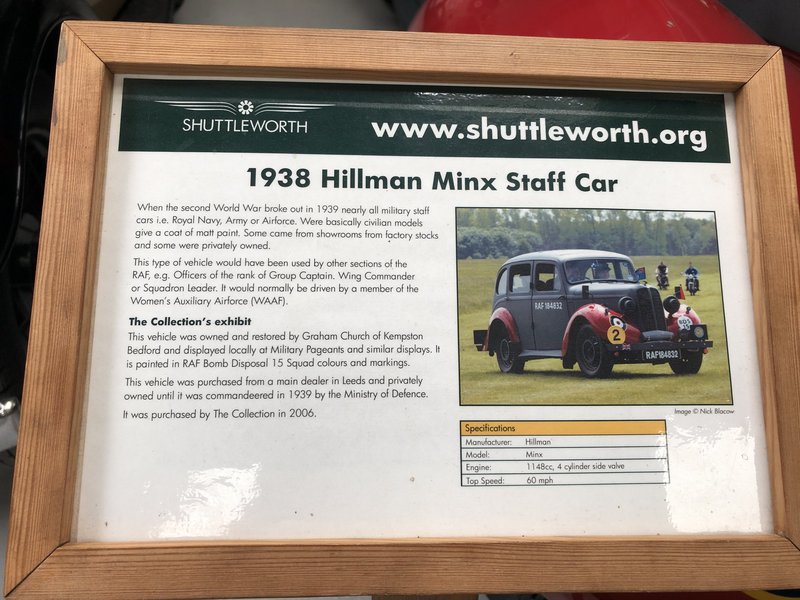 SHUTTLEWORTH
www.shuttleworth.org
1938 Hillman Minx Staff Car
When the second World War broke out in 1939 nearly all military staff
cars i.e. Royal Navy, Army or Airforce. Were basically civilian models
give a coat of matt paint. Some came from showrooms from factory stocks
and some were privately owned.
This type of vehicle would have been used by other sections of the
RAF, e.g. Officers of the rank of Group Captain. Wing Commander
or Squadron Leader. It would normally be driven by a member of the
Women's Auxiliary Airforce (WAAF).
The Collection's exhibit
This vehicle was owned and restored by Graham Church of Kempston
Bedford and displayed locally at Military Pageants and similar displays. It
is painted in RAF Bomb Disposal 15 Squad colours and markings.
This vehicle was purchased from a main dealer in Leeds and privately
owned until it was commandeered in 1939 by the Ministry of Defence.
It was purchased by The Collection in 2006.
RAF 184832
2
RAF184832
Image © Nick Blacow
Specifications
Manufacturer: Hillman
Model: Minx
Engine: 1148cc, 4 cylinder side valve
Top Speed: 60 mph